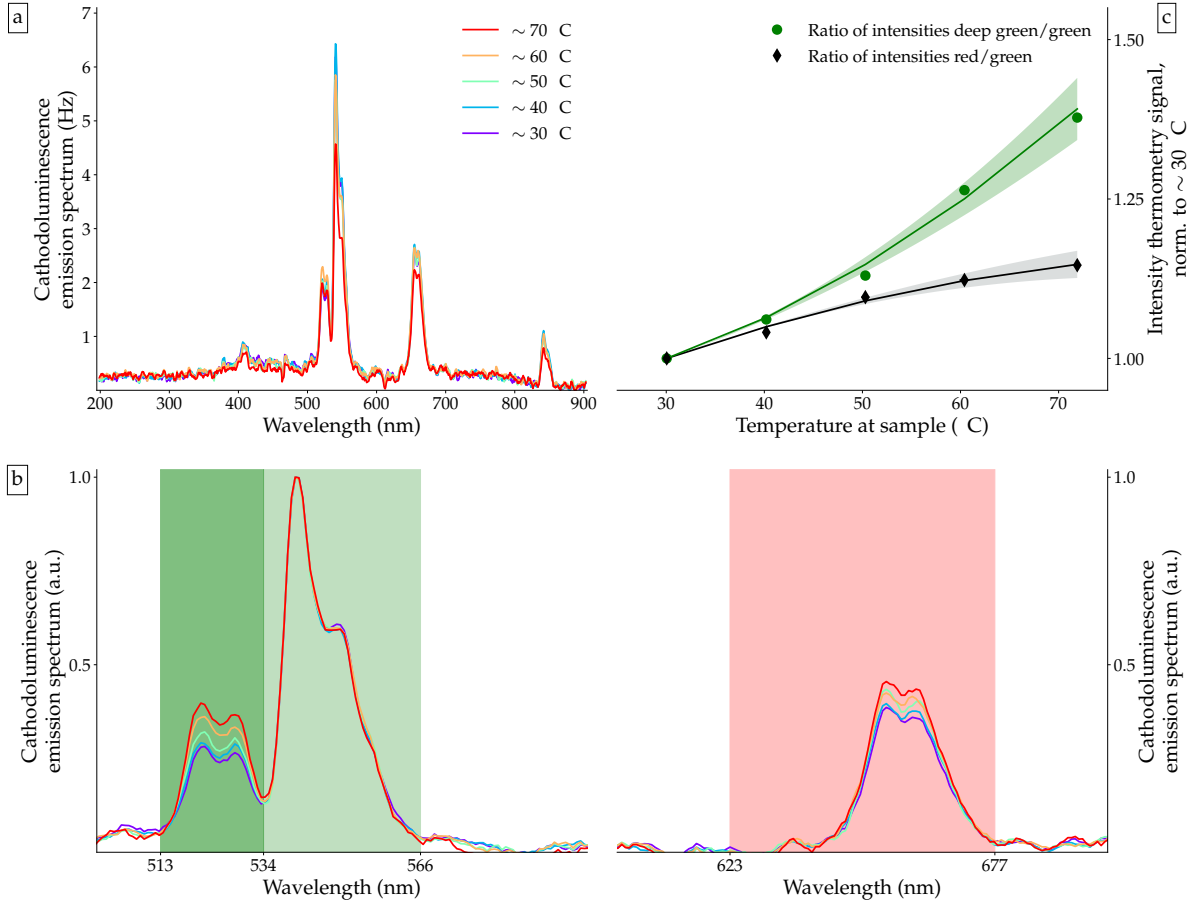 a
7
6
5
4
3
2
1
Cathodoluminescence
emission spectrum (Hz)
∼ 70 C
∼ 60 C
∼ 50 C
∼ 40 C
∼ 30 C
200 300 400 500 600 700 800 900
Wavelength (nm)
c
Ratio of intensities deep green/green
Ratio of intensities red/green
1.50
1.25
1.00
Intensity thermometry signal,
norm. to ∼ 30 C
30 40 50 60 70
Temperature at sample ( C)
b
1.0
0.5
Cathodoluminescence
emission spectrum (a.u.)
513 534 566
Wavelength (nm)
1.0
0.5
Cathodoluminescence
emission spectrum (a.u.)
623 677
Wavelength (nm)